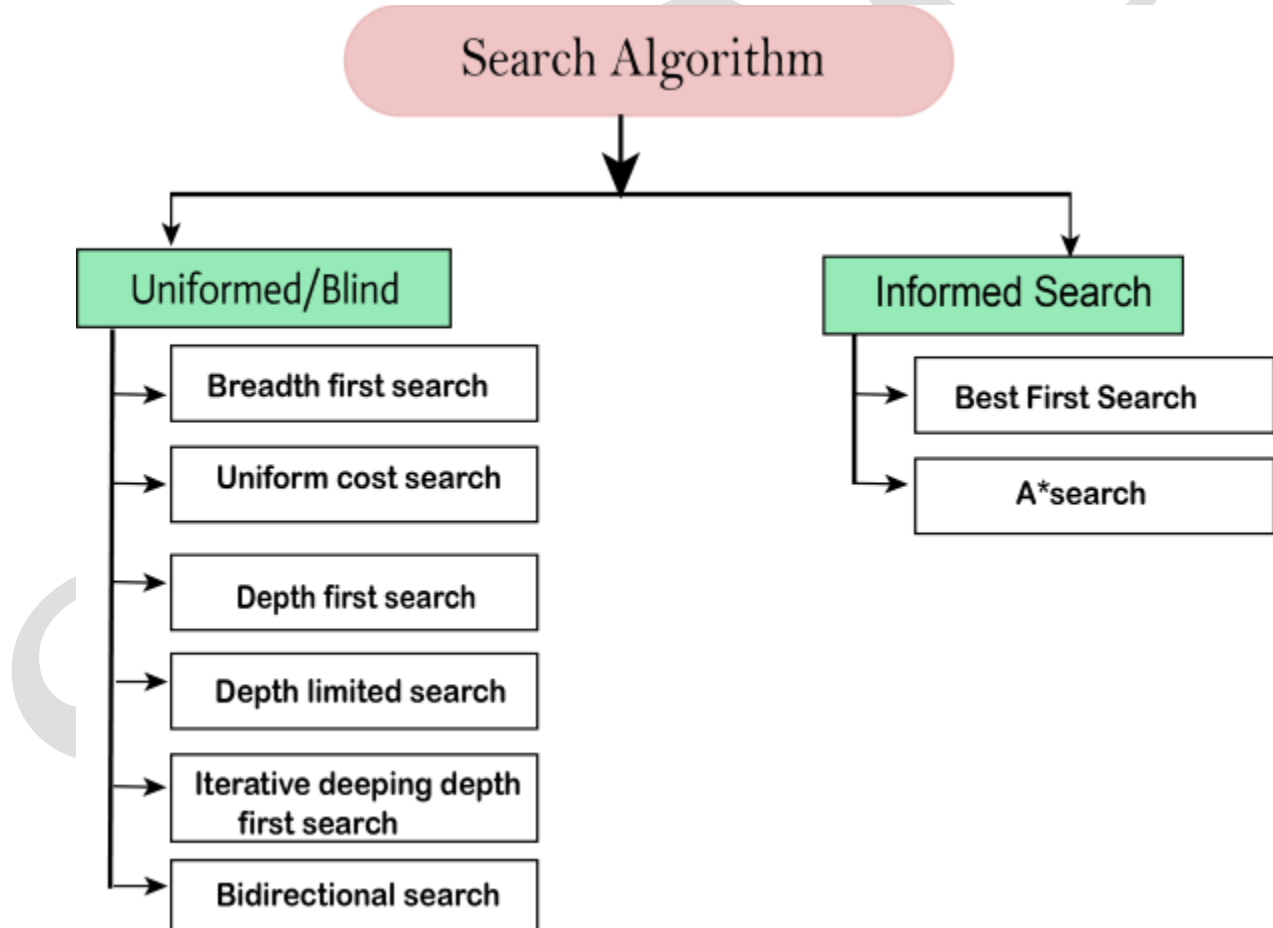 Search Algorithm
Uniformed/Blind
Breadth first search
Uniform cost search
Depth first search
Depth limited search
Iterative deeping depth
first search
Bidirectional search
Informed Search
Best First Search
A*search